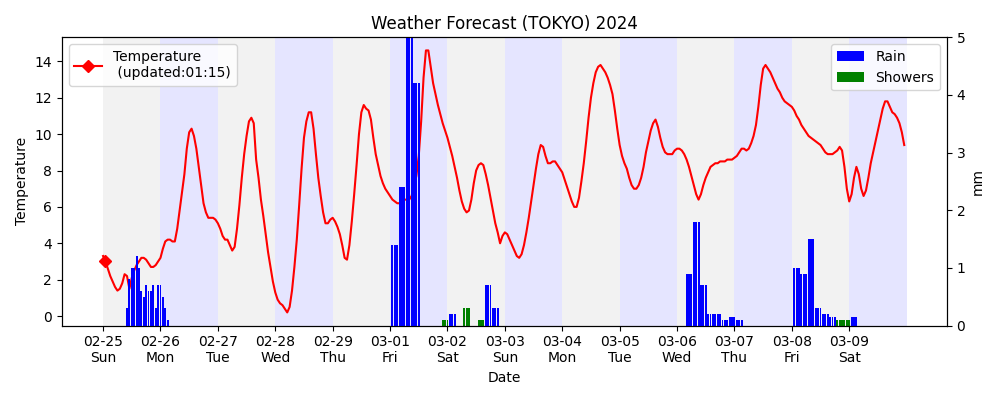 Weather Forecast (TOKYO) 2024
Temperature
(updated:01:15)
Rain
Showers
Temperature
14
12
10
8
6
4
2
0
5
4
3
2
1
0
mm
02-25 02-26 02-27 02-28 02-29 03-01 03-02 03-03 03-04 03-05 03-06 03-07 03-08 03-09
Sun Mon Tue Wed Thu Fri Sat Sun Mon Tue Wed Thu Fri Sat
Date